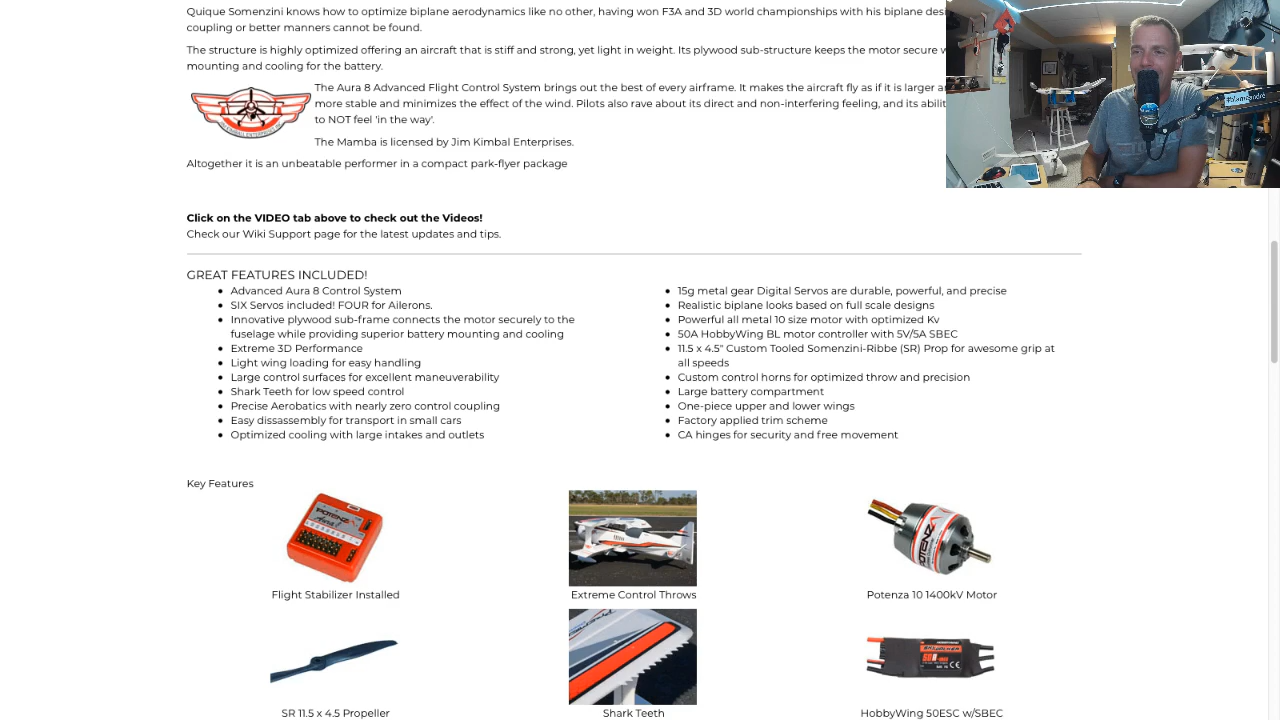 Quique Somenzini knows how to optimize biplane aerodynamics like no other, having won F3A and 3D world championships with his biplane
coupling or better manners cannot be found.
The structure is highly optimized offering an aircraft that is stiff and strong, yet light in weight. Its plywood sub-structure keeps the motor secure
mounting and cooling for the battery.
The Aura 8 Advanced Flight Control System brings out the best of every airframe. It makes the aircraft fly as if it is larger
more stable and minimizes the effect of the wind. Pilots also rave about its direct and non-interfering feeling, and its
to NOT feel 'in the way'.
The Mamba is licensed by Jim Kimbal Enterprises.
Altogether it is an unbeatable performer in a compact park-flyer package
Click on the VIDEO tab above to check out the Videos!
Check our Wiki Support page for the latest updates and tips.
GREAT FEATURES INCLUDED!
Advanced Aura 8 Control System
SIX Servos included! FOUR for Ailerons.
Innovative plywood sub-frame connects the motor securely to the
fuselage while providing superior battery mounting and cooling
Extreme 3D Performance
Light wing loading for easy handling
Large control surfaces for excellent maneuverability
Shark Teeth for low speed control
Precise Aerobatics with nearly zero control coupling
Easy dissassembly for transport in small cars
Optimized cooling with large intakes and outlets
15g metal gear Digital Servos are durable, powerful, and precise
Realistic biplane looks based on full scale designs
Powerful all metal 10 size motor with optimized Kv
50A HobbyWing BL motor controller with 5V/5A SBEC
11.5 x 4.5" Custom Tooled Somenzini-Ribbe (SR) Prop for awesome grip at
all speeds
Custom control horns for optimized throw and precision
Large battery compartment
One-piece upper and lower wings
Factory applied trim scheme
CA hinges for security and free movement
Key Features
POTENZA
Aura 8
POTENZA
Flight Stabilizer Installed
Extreme Control Throws
Potenza 10 1400kV Motor
SR 11.5 x 4.5 Propeller
Shark Teeth
HobbyWing 50ESC w/SBEC